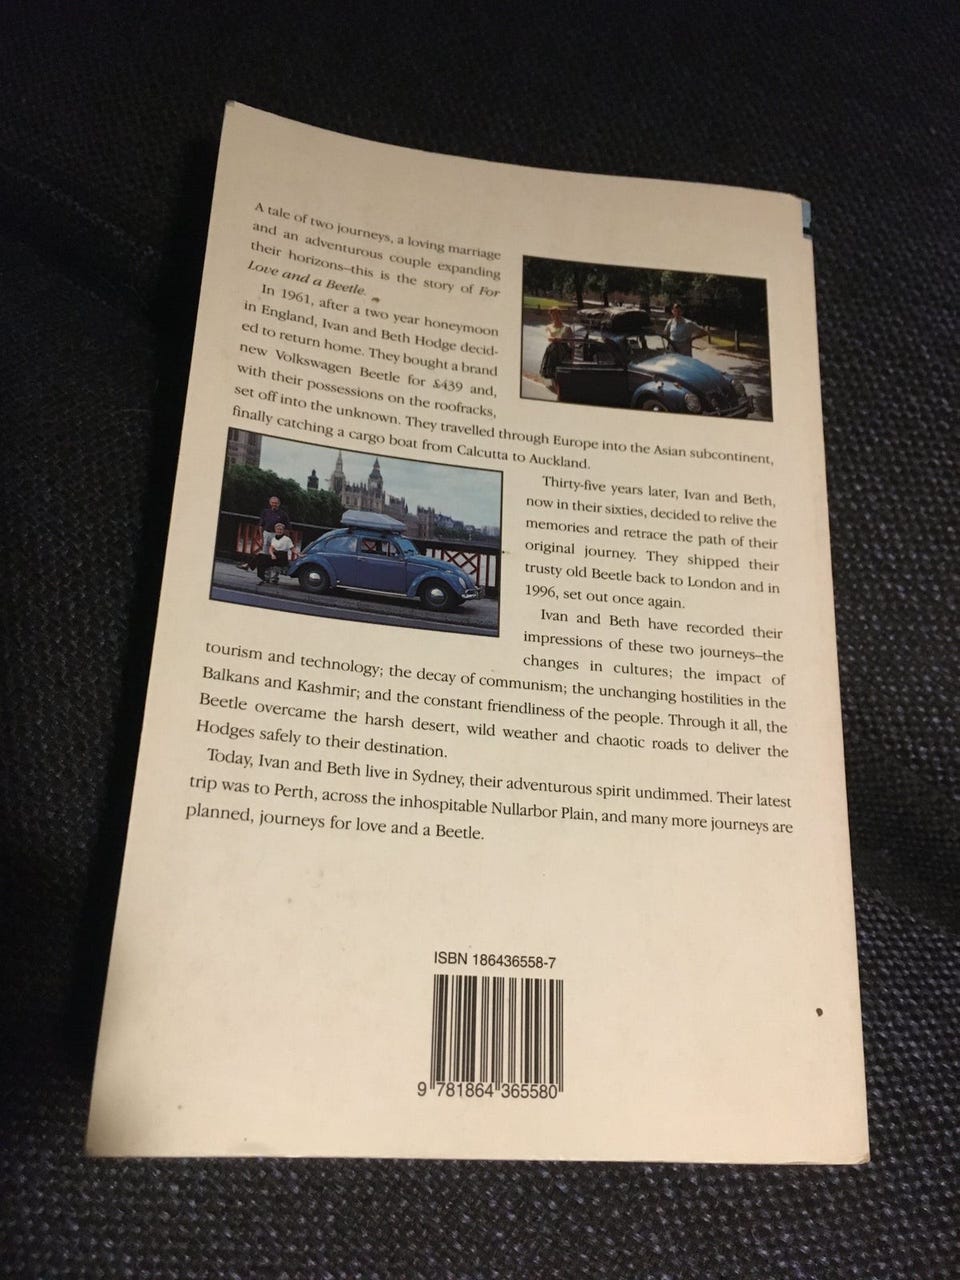 A tale of two journeys, a loving marriage
and an adventurous couple expanding
their horizons–this is the story of For
Love and a Beetle.
In 1961, after a two year honeymoon
in England, Ivan and Beth Hodge decid-
ed to return home. They bought a brand
new Volkswagen Beetle for £439 and,
with their possessions on the roofracks,
set off into the unknown. They travelled through Europe into the Asian subcontinent,
finally catching a cargo boat from Calcutta to Auckland.
Thirty-five years later, Ivan and Beth,
now in their sixties, decided to relive the
memories and retrace the path of their
original journey. They shipped their
trusty old Beetle back to London and in
1996, set out once again.
Ivan and Beth have recorded their
impressions of these two journeys–the
changes in cultures; the impact of
tourism and technology; the decay of communism; the unchanging hostilities in the
Balkans and Kashmir; and the constant friendliness of the people. Through it all, the
Beetle overcame the harsh desert, wild weather and chaotic roads to deliver the
Hodges safely to their destination.
Today, Ivan and Beth live in Sydney, their adventurous spirit undimmed. Their latest
trip was to Perth, across the inhospitable Nullarbor Plain, and many more journeys are
planned, journeys for love and a Beetle.
ISBN 186436558-7
9 781864 365580